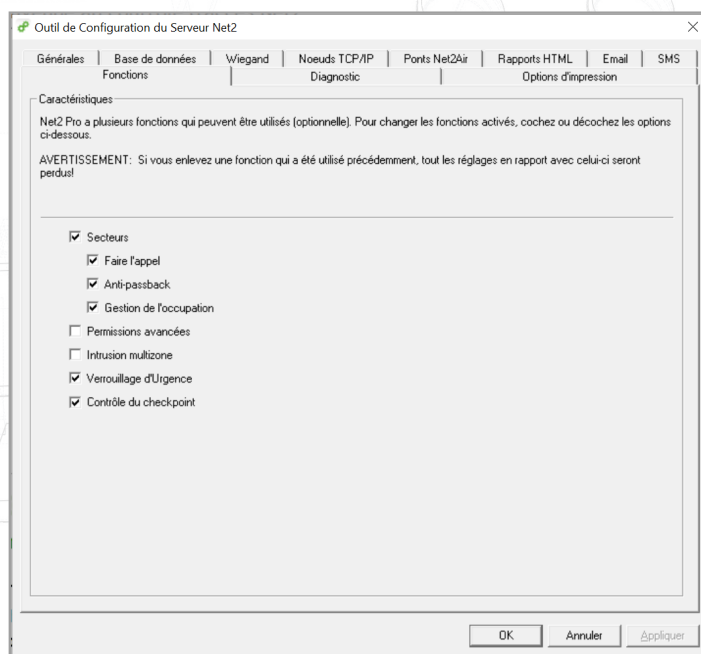 Outil de Configuration du Serveur Net2
Générales Base de données Wiegand Noeuds TCP/IP Ponts Net2Air Rapports HTML Email SMS
Fonctions Diagnostic Options d'impression
Caractéristiques
Net2 Pro a plusieurs fonctions qui peuvent être utilisés (optionnelle). Pour changer les fonctions activés, cochez ou décochez les options
ci-dessous.
AVERTISSEMENT: Si vous enlevez une fonction qui a été utilisé précédemment, tout les réglages en rapport avec celui-ci seront
perdus!
Secteurs
Faire l'appel
Anti-passback
Gestion de l'occupation
Permissions avancées
Intrusion multizone
Verrouillage d'Urgence
Contrôle du checkpoint
OK Annuler Appliquer